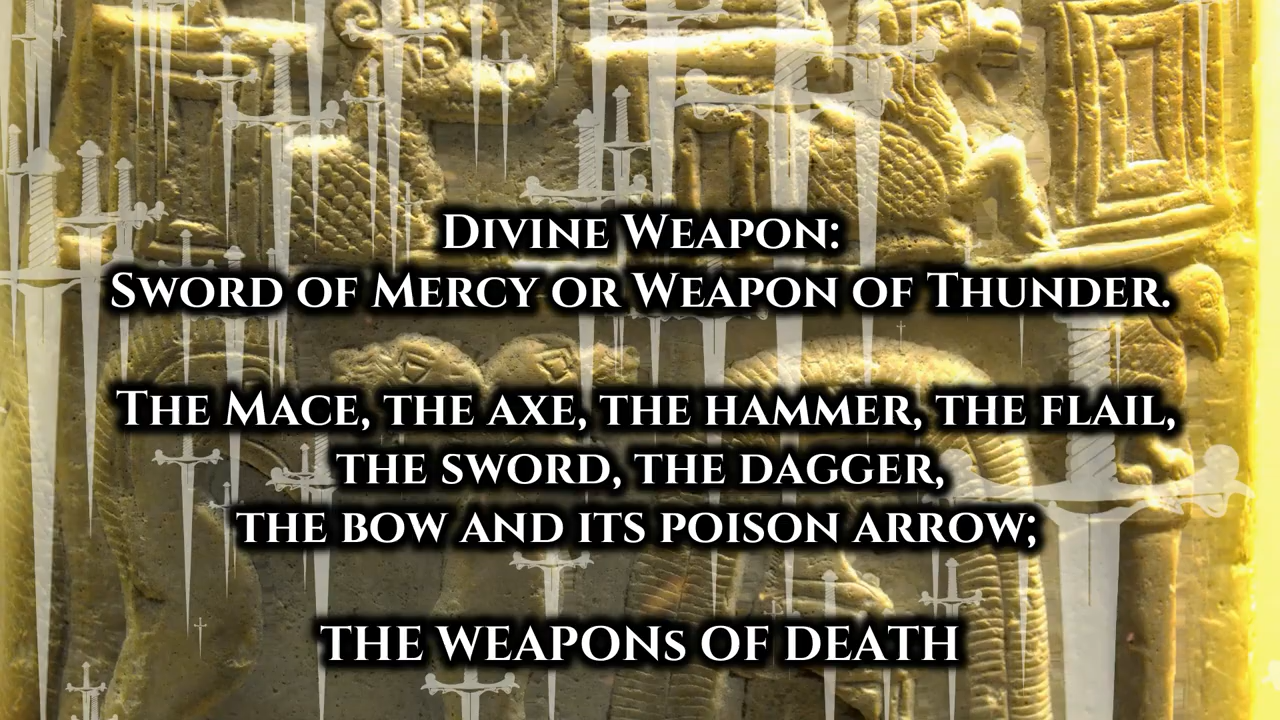 Divine Weapon:
Sword of Mercy or Weapon of Thunder.
The Mace, the axe, the hammer, the flail,
the sword, the dagger,
the bow and its poison arrow;
THE WEAPONs OF DEATH